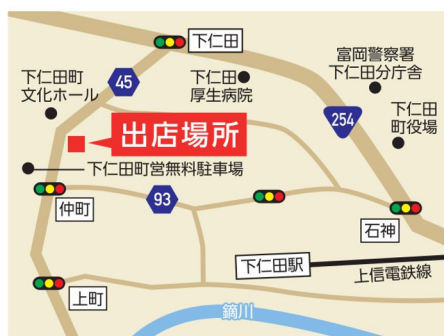 下仁田
富岡警察署
下仁田分庁舎
下仁田町
文化ホール
45
下仁田
厚生病院
254
下仁田
町役場
出店場所
下仁田町営無料駐車場
仲町
93
石神
下仁田駅
上信電鉄線
上町
鏑川